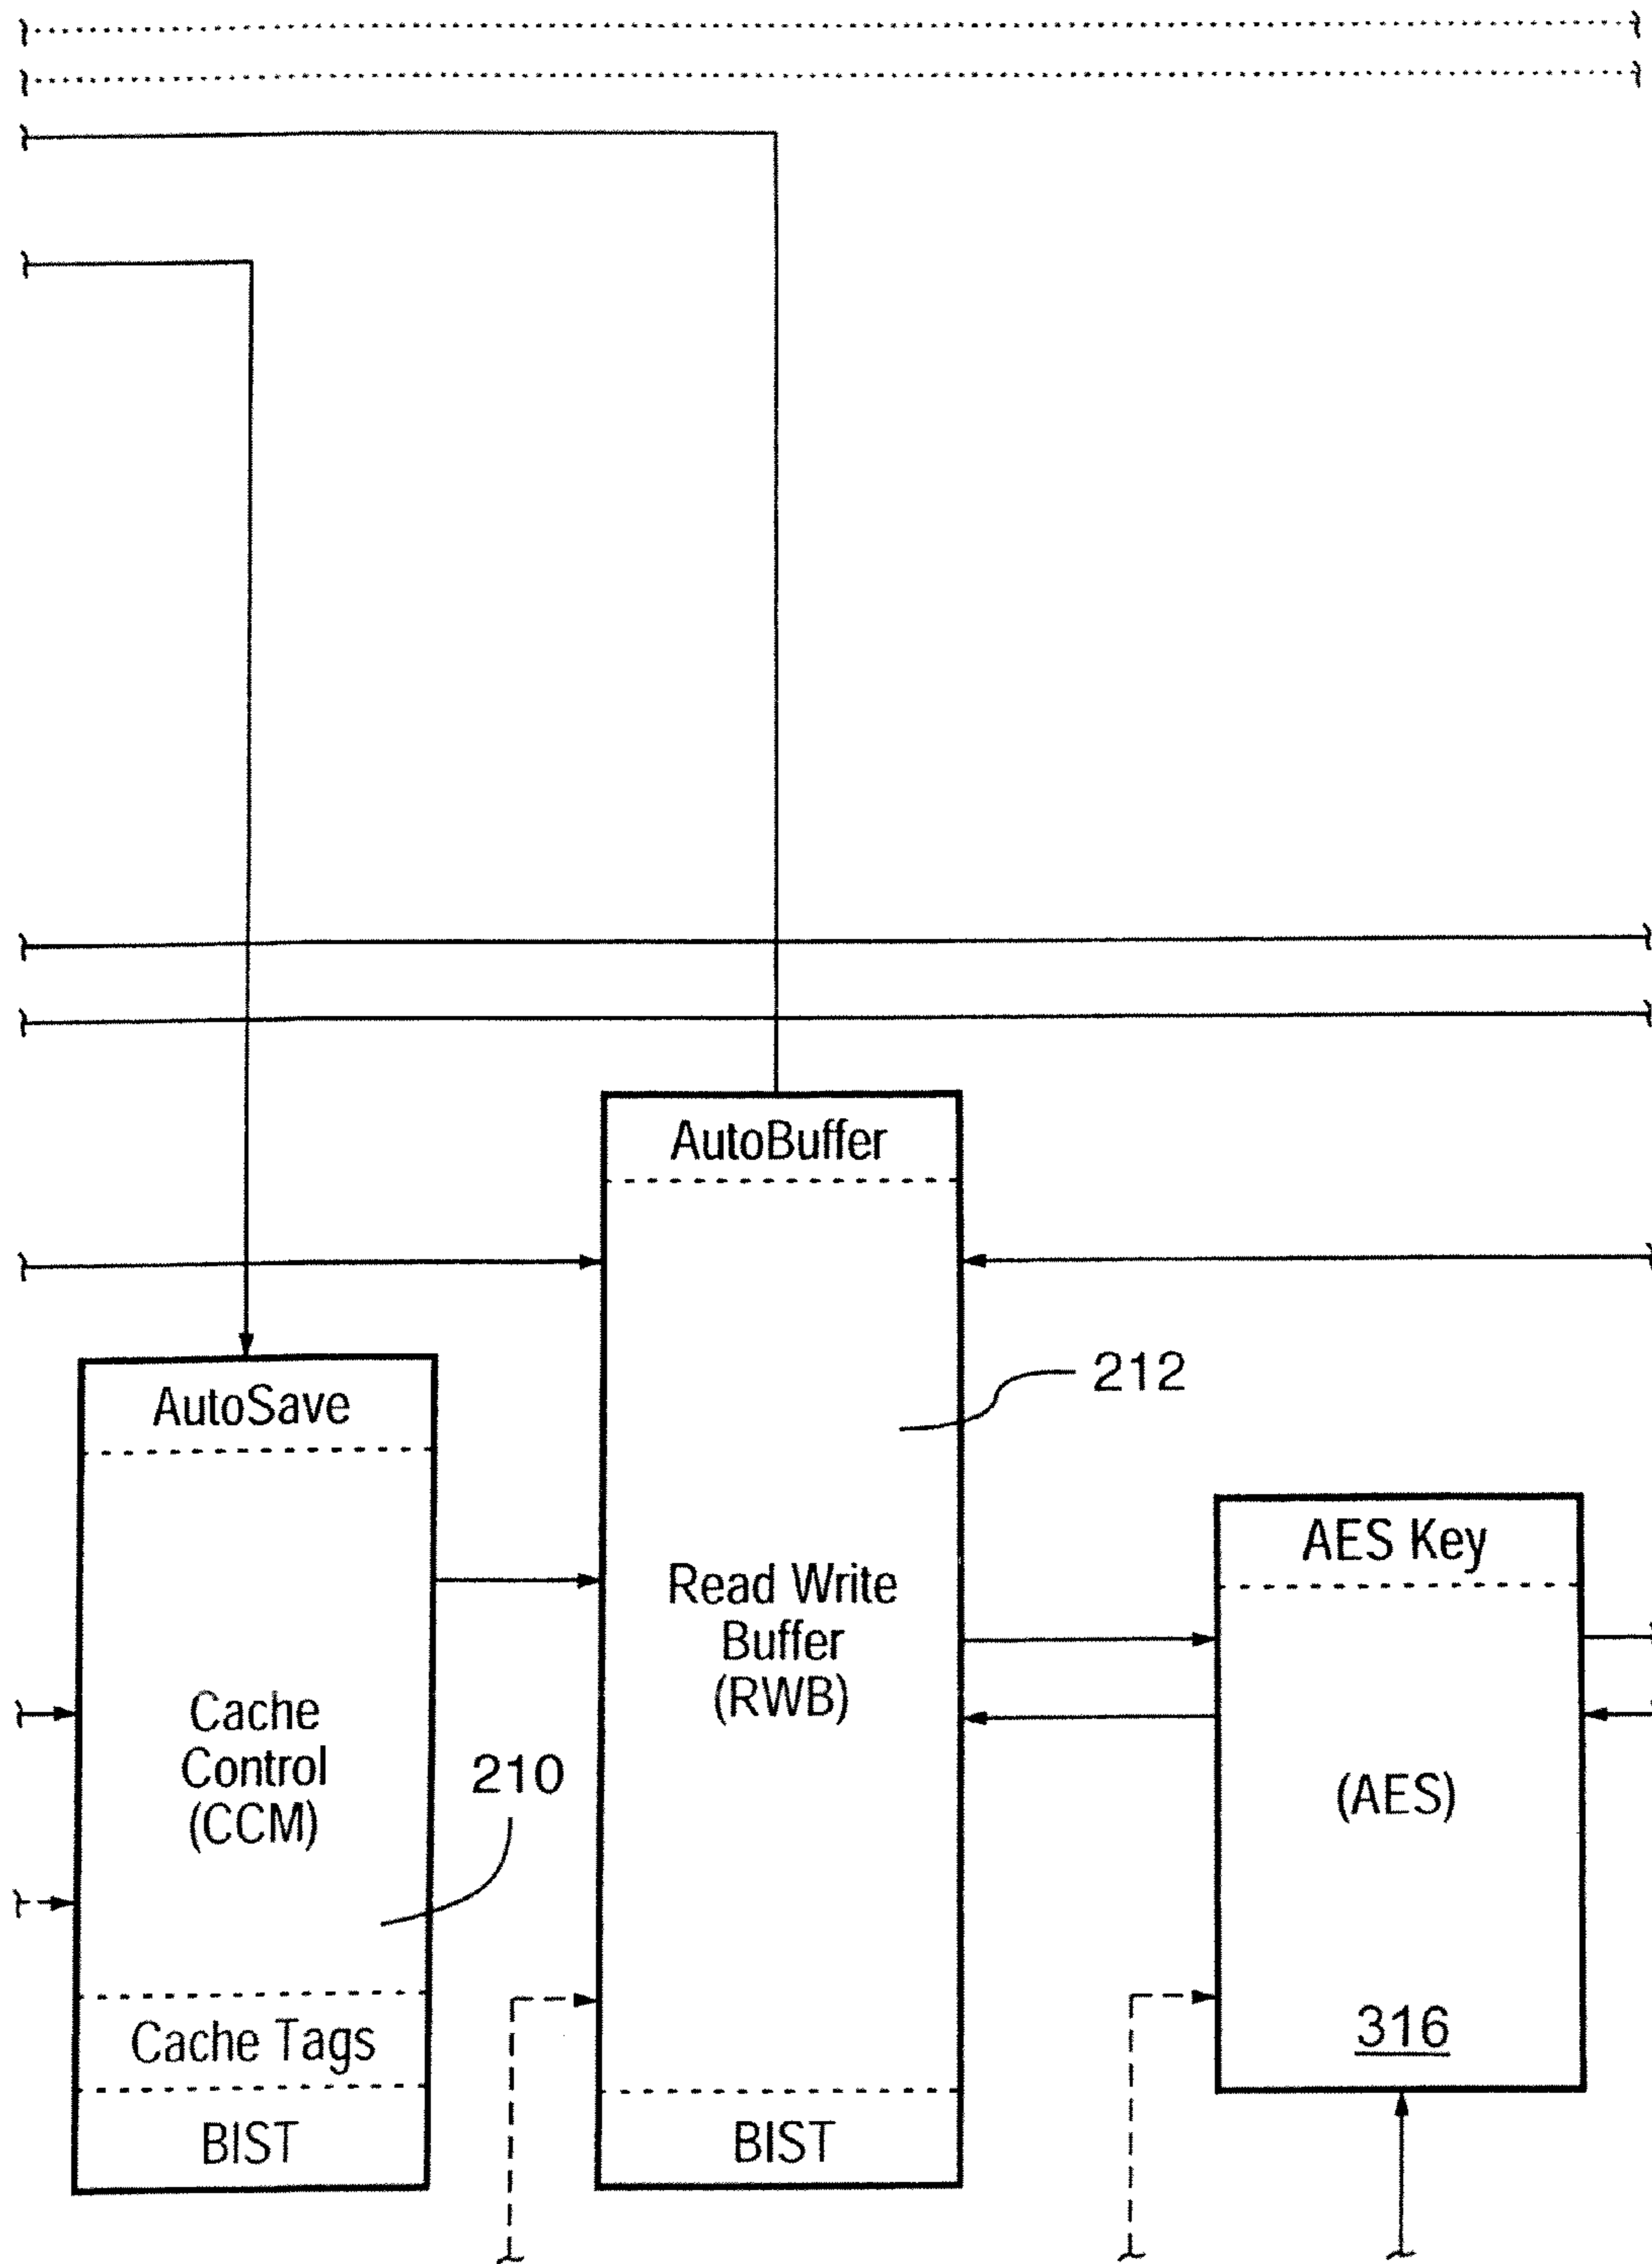 AutoBuffer
212
Read Write
Buffer
(RWB)
BIST
AutoSave
Cache
Control
(CCM)
210
Cache Tags
BIST
AES Key
(AES)
316